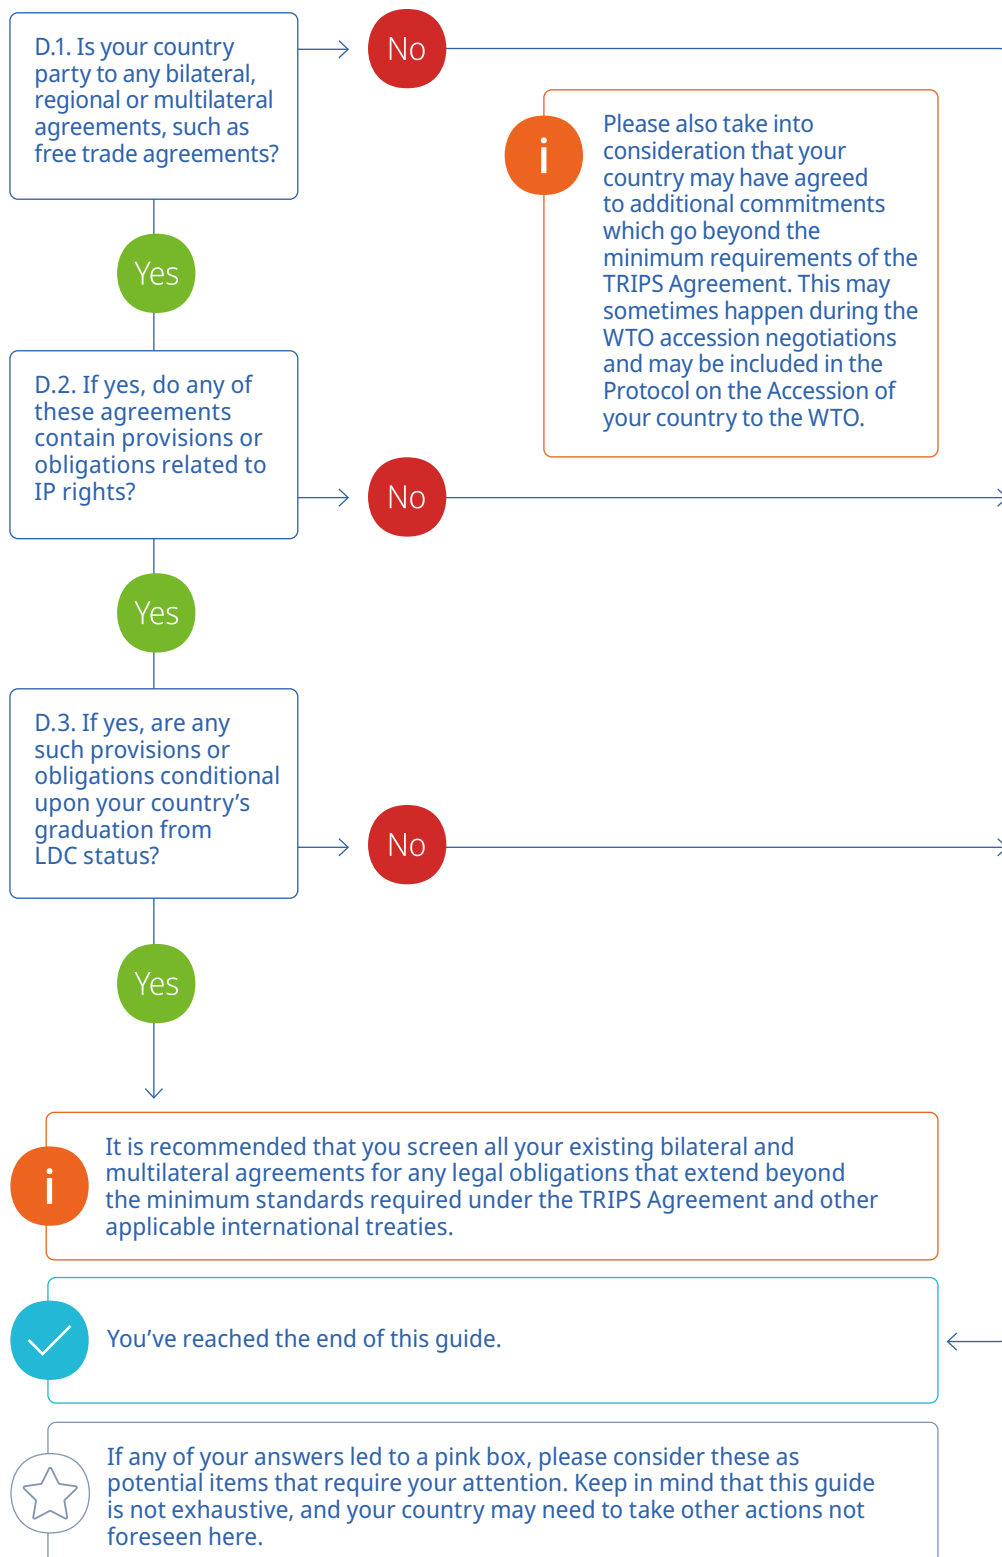 D.1. Is your country
party to any bilateral,
regional or multilateral
agreements, such as
free trade agreements?
No
i
Please also take into
consideration that your
country may have agreed
to additional commitments
which go beyond the
minimum requirements of the
TRIPS Agreement. This may
sometimes happen during the
WTO accession negotiations
and may be included in the
Protocol on the Accession of
your country to the WTO.
Yes
D.2. If yes, do any of
these agreements
contain provisions or
obligations related to
IP rights?
No
Yes
D.3. If yes, are any
such provisions or
obligations conditional
upon your country’s
graduation from
LDC status?
No
Yes
i
It is recommended that you screen all your existing bilateral and
multilateral agreements for any legal obligations that extend beyond
the minimum standards required under the TRIPS Agreement and other
applicable international treaties.
You’ve reached the end of this guide.
If any of your answers led to a pink box, please consider these as
potential items that require your attention. Keep in mind that this guide
is not exhaustive, and your country may need to take other actions not
foreseen here.